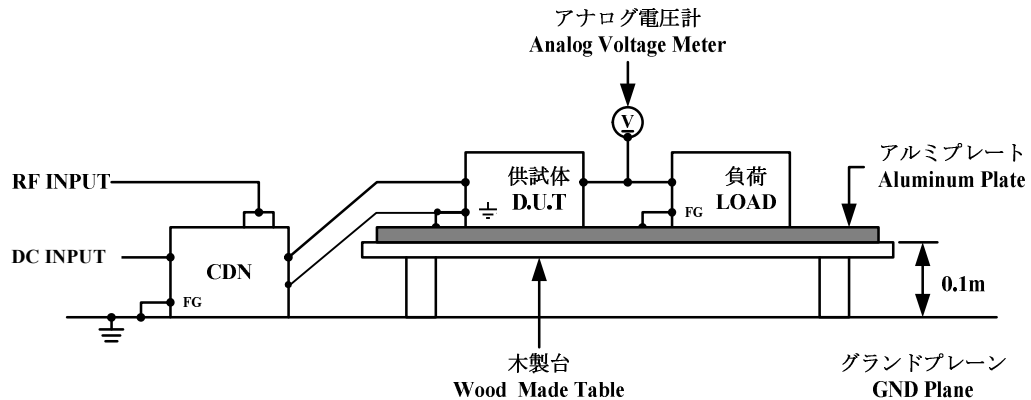 アナログ電圧計
Analog Voltage Meter
V
RF INPUT
供試体
D.U.T
負荷
LOAD
FG
アルミプレート
Aluminum Plate
DC INPUT
CDN
FG
0.1m
木製台
Wood Made Table
グランドプレーン
GND Plane